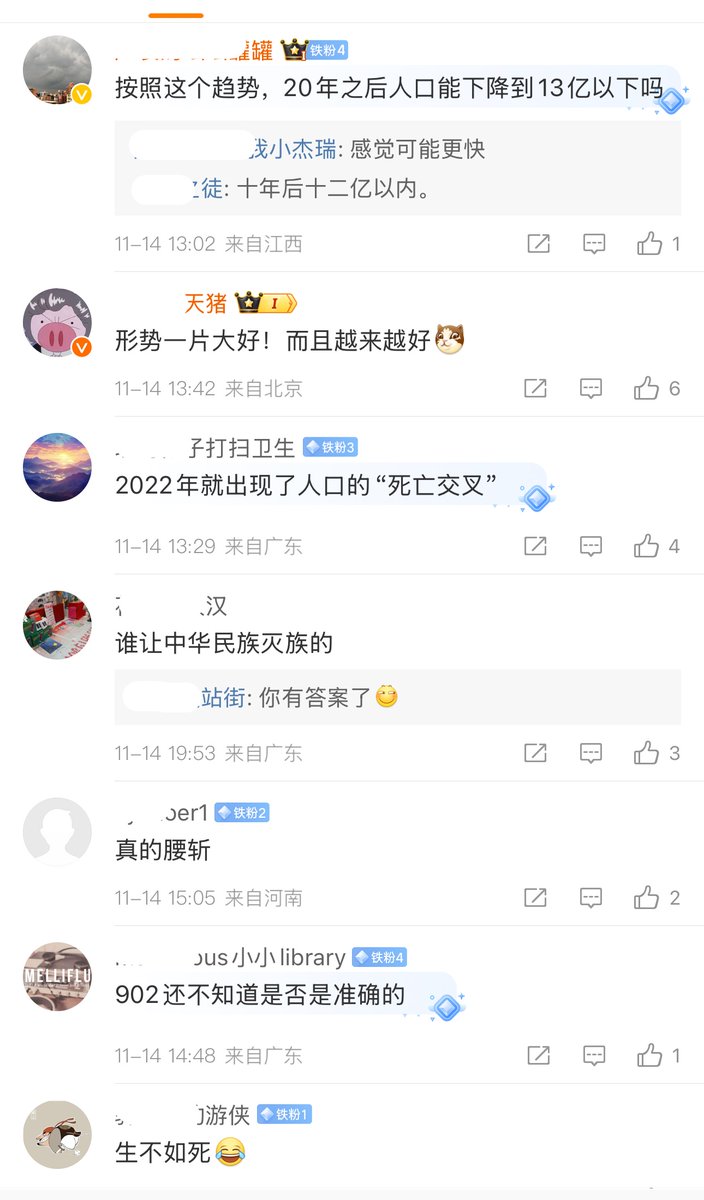 罐 铁粉4
按照这个趋势，20年之后人口能下降到13亿以下吗
小杰瑞: 感觉可能更快
徒: 十年后十二亿以内。
11-14 13:02 来自江西 1
天猪 I
形势一片大好！而且越来越好
11-14 13:42 来自北京 6
子打扫卫生 铁粉3
2022年就出现了人口的“死亡交叉”
11-14 13:29 来自广东 4
汉
谁让中华民族灭族的
站街: 你有答案了
11-14 19:53 来自广东 3
ber1 铁粉2
真的腰斩
11-14 15:05 来自河南 2
ous小小library 铁粉4
902还不知道是否是准确的
11-14 14:48 来自广东 1
MELLIFLU
游侠 铁粉1
生不如死